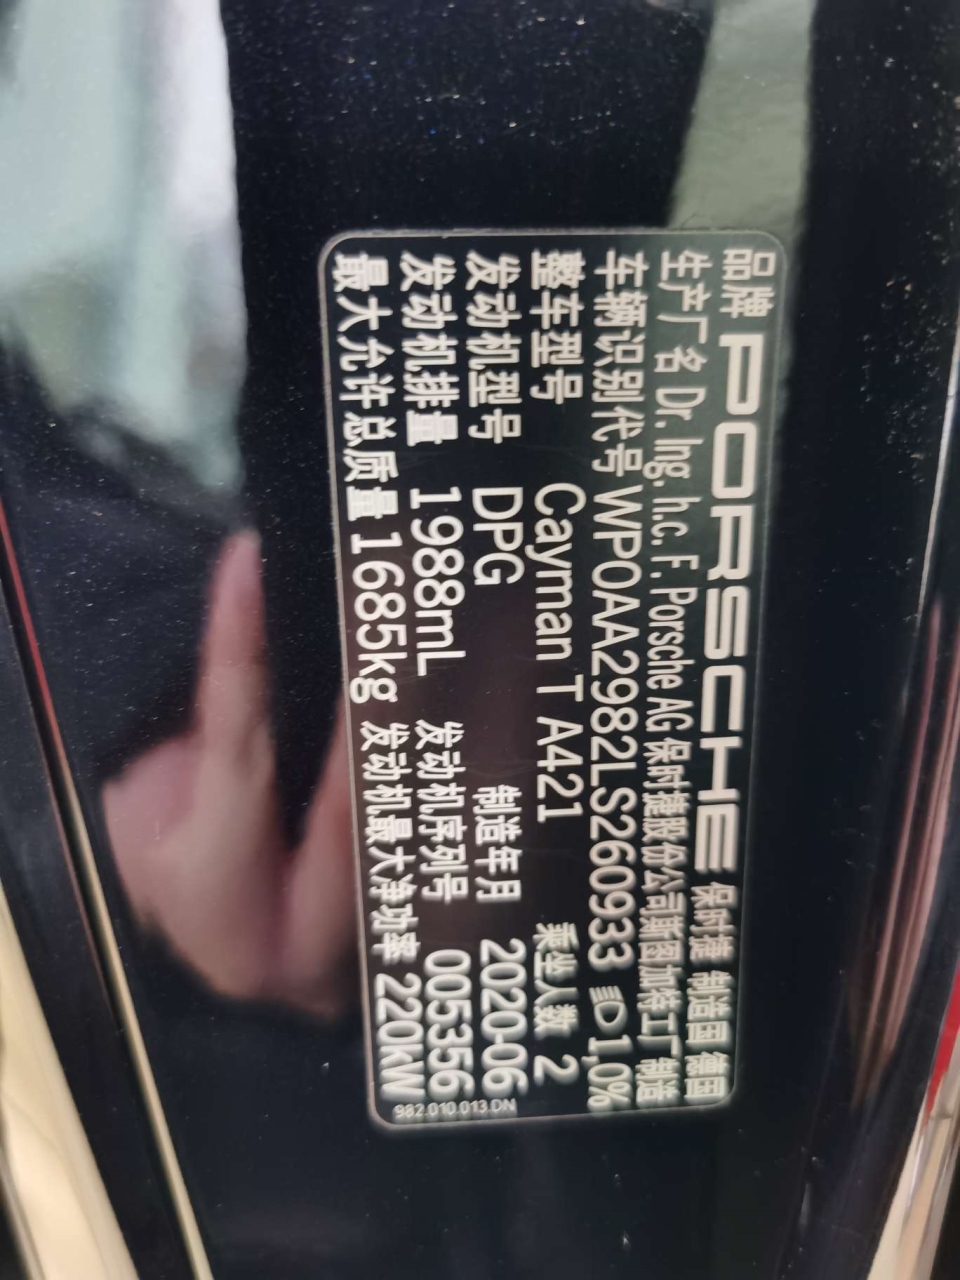 品牌 PORSCHE 保时捷 制造国 德国
生产厂名 Dr. Ing. h.c. F. Porsche AG 保时捷股份公司斯图加特工厂制造
车辆识别代号 WP0AA2982LS260933 1,0%
整车型号 Cayman T A421 乘坐人数 2
发动机型号 DPG 制造年月 2020-06
发动机排量 1988mL 发动机序列号 005356
最大允许总质量 1685kg 发动机最大净功率 220kW
982.010.013.DN